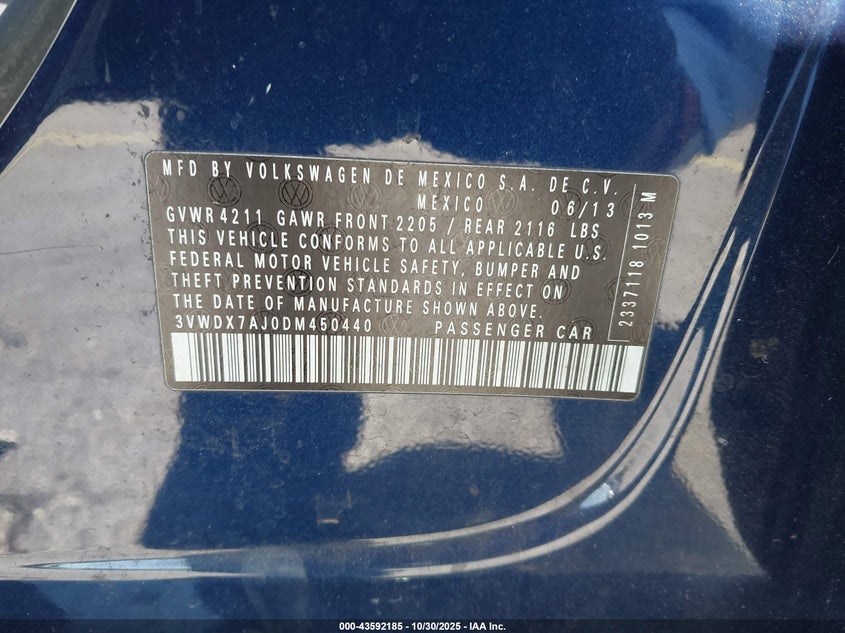 MFD BY VOLKSWAGEN DE MEXICO S.A. DE C.V.
MEXICO 06/13
GVWR 4211 GAWR FRONT 2205 / REAR 2116 LBS
THIS VEHICLE CONFORMS TO ALL APPLICABLE U.S.
FEDERAL MOTOR VEHICLE SAFETY, BUMPER AND
THEFT PREVENTION STANDARDS IN EFFECT ON
THE DATE OF MANUFACTURE SHOWN ABOVE.
3VWDX7AJ0DM450440 PASSENGER CAR
2337118 1013 M
000-43592185 - 10/30/2025 - IAA Inc.